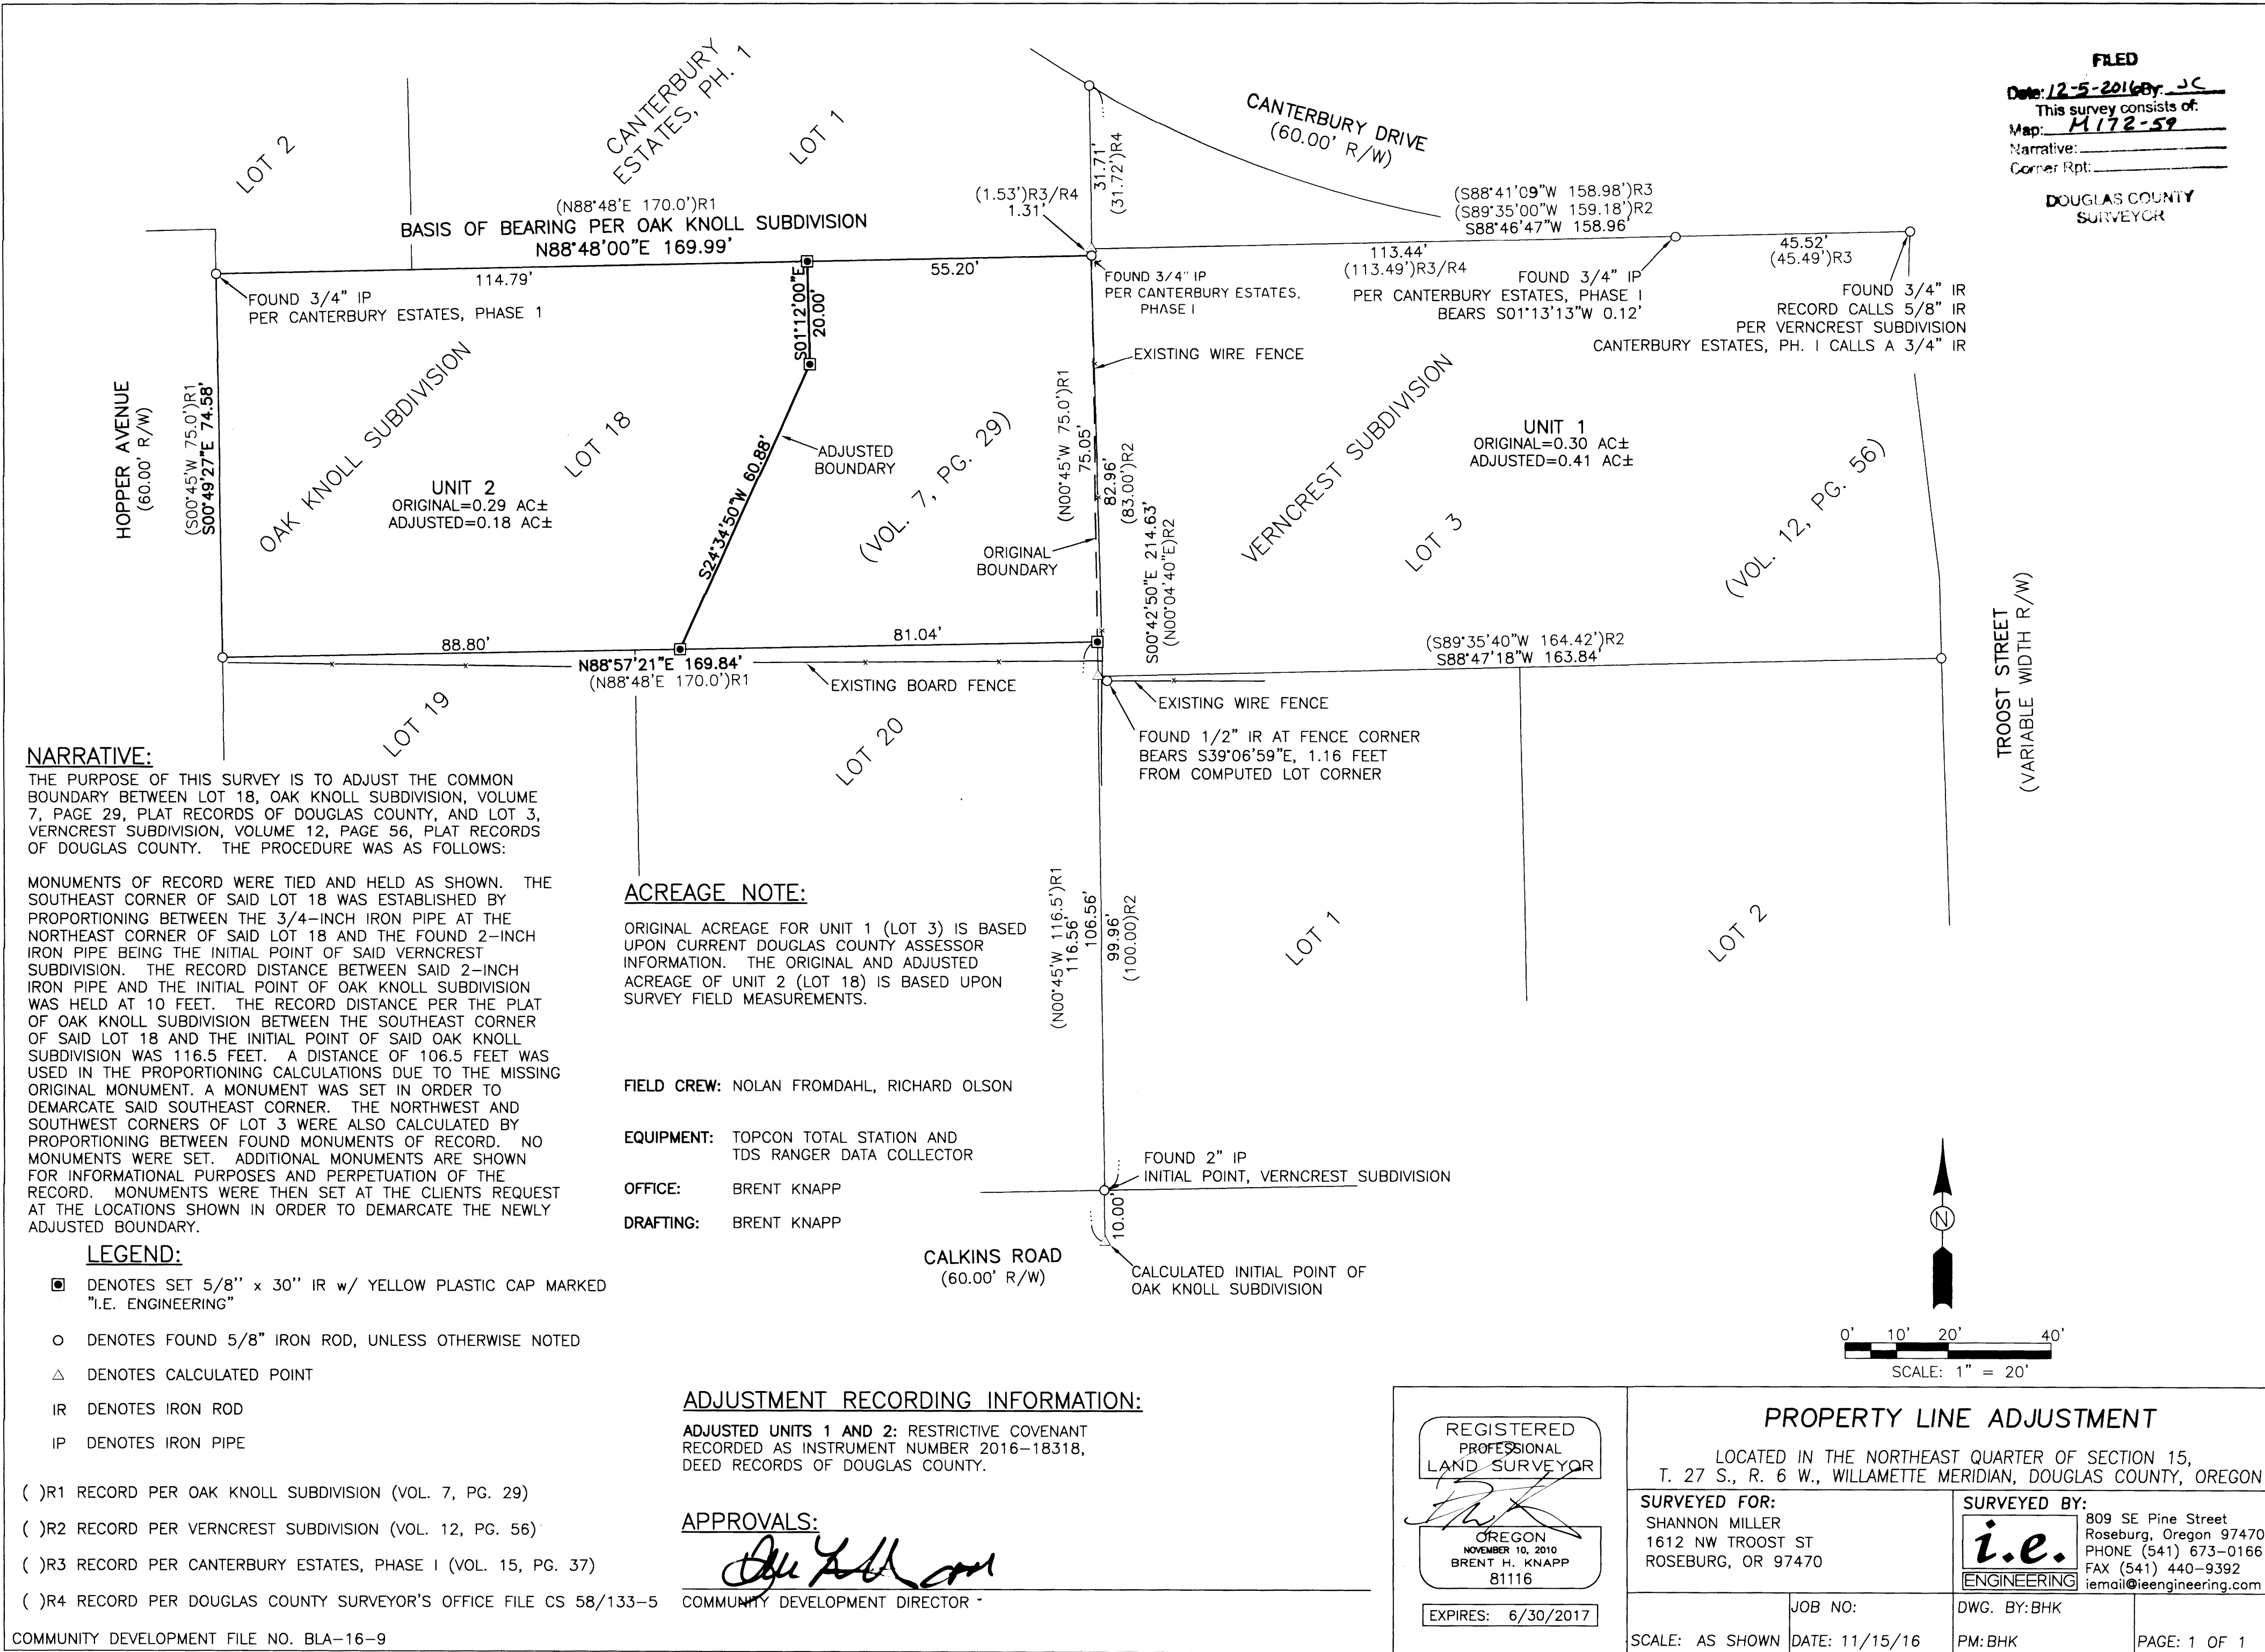 FILED
Date: 12-5-2016 By: JC
This survey consists of:
Map: M172-59
Narrative:
Corner Rpt:
DOUGLAS COUNTY
SURVEYOR
LOT 2
CANTERBURY
ESTATES, PH. 1
LOT 1
CANTERBURY DRIVE
(60.00' R/W)
31.71'
(31.72')R4
(1.53')R3/R4
1.31'
(N88°48'E 170.0')R1
BASIS OF BEARING PER OAK KNOLL SUBDIVISION
N88°48'00"E 169.99'
(S88°41'09"W 158.98')R3
(S89°35'00"W 159.18')R2
S88°46'47"W 158.96'
114.79'
55.20'
113.44'
(113.49')R3/R4
45.52'
(45.49')R3
FOUND 3/4" IP
PER CANTERBURY ESTATES, PHASE 1
S01°12'00"E
20.00'
FOUND 3/4" IP
PER CANTERBURY ESTATES,
PHASE I
FOUND 3/4" IP
PER CANTERBURY ESTATES, PHASE I
BEARS S01°13'13"W 0.12'
FOUND 3/4" IR
RECORD CALLS 5/8" IR
PER VERNCREST SUBDIVISION
CANTERBURY ESTATES, PH. I CALLS A 3/4" IR
EXISTING WIRE FENCE
HOPPER AVENUE
(60.00' R/W)
(S00°45'W 75.0')R1
S00°49'27"E 74.58'
OAK KNOLL SUBDIVISION
LOT 18
UNIT 2
ORIGINAL=0.29 AC±
ADJUSTED=0.18 AC±
S24°34'50"W 60.88'
ADJUSTED
BOUNDARY
(VOL. 7, PG. 29)
(N00°45'W 75.0')R1
75.05'
82.96'
(83.00')R2
ORIGINAL
BOUNDARY
S00°42'50"E 214.63'
(N00°04'40"E)R2
VERNCREST SUBDIVISION
LOT 3
UNIT 1
ORIGINAL=0.30 AC±
ADJUSTED=0.41 AC±
(VOL. 12, PG. 56)
TROOST STREET
(VARIABLE WIDTH R/W)
88.80'
81.04'
N88°57'21"E 169.84'
(N88°48'E 170.0')R1
EXISTING BOARD FENCE
(S89°35'40"W 164.42')R2
S88°47'18"W 163.84'
EXISTING WIRE FENCE
FOUND 1/2" IR AT FENCE CORNER
BEARS S39°06'59"E, 1.16 FEET
FROM COMPUTED LOT CORNER
LOT 19
LOT 20
NARRATIVE:
THE PURPOSE OF THIS SURVEY IS TO ADJUST THE COMMON
BOUNDARY BETWEEN LOT 18, OAK KNOLL SUBDIVISION, VOLUME
7, PAGE 29, PLAT RECORDS OF DOUGLAS COUNTY, AND LOT 3,
VERNCREST SUBDIVISION, VOLUME 12, PAGE 56, PLAT RECORDS
OF DOUGLAS COUNTY. THE PROCEDURE WAS AS FOLLOWS:
MONUMENTS OF RECORD WERE TIED AND HELD AS SHOWN. THE
SOUTHEAST CORNER OF SAID LOT 18 WAS ESTABLISHED BY
PROPORTIONING BETWEEN THE 3/4-INCH IRON PIPE AT THE
NORTHEAST CORNER OF SAID LOT 18 AND THE FOUND 2-INCH
IRON PIPE BEING THE INITIAL POINT OF SAID VERNCREST
SUBDIVISION. THE RECORD DISTANCE BETWEEN SAID 2-INCH
IRON PIPE AND THE INITIAL POINT OF OAK KNOLL SUBDIVISION
WAS HELD AT 10 FEET. THE RECORD DISTANCE PER THE PLAT
OF OAK KNOLL SUBDIVISION BETWEEN THE SOUTHEAST CORNER
OF SAID LOT 18 AND THE INITIAL POINT OF SAID OAK KNOLL
SUBDIVISION WAS 116.5 FEET. A DISTANCE OF 106.5 FEET WAS
USED IN THE PROPORTIONING CALCULATIONS DUE TO THE MISSING
ORIGINAL MONUMENT. A MONUMENT WAS SET IN ORDER TO
DEMARCATE SAID SOUTHEAST CORNER. THE NORTHWEST AND
SOUTHWEST CORNERS OF LOT 3 WERE ALSO CALCULATED BY
PROPORTIONING BETWEEN FOUND MONUMENTS OF RECORD. NO
MONUMENTS WERE SET. ADDITIONAL MONUMENTS ARE SHOWN
FOR INFORMATIONAL PURPOSES AND PERPETUATION OF THE
RECORD. MONUMENTS WERE THEN SET AT THE CLIENTS REQUEST
AT THE LOCATIONS SHOWN IN ORDER TO DEMARCATE THE NEWLY
ADJUSTED BOUNDARY.
ACREAGE NOTE:
ORIGINAL ACREAGE FOR UNIT 1 (LOT 3) IS BASED
UPON CURRENT DOUGLAS COUNTY ASSESSOR
INFORMATION. THE ORIGINAL AND ADJUSTED
ACREAGE OF UNIT 2 (LOT 18) IS BASED UPON
SURVEY FIELD MEASUREMENTS.
FIELD CREW: NOLAN FROMDAHL, RICHARD OLSON
EQUIPMENT: TOPCON TOTAL STATION AND
TDS RANGER DATA COLLECTOR
OFFICE: BRENT KNAPP
DRAFTING: BRENT KNAPP
(N00°45'W 116.5')R1
116.56'
106.56'
99.96'
(100.00)R2
LOT 1
LOT 2
FOUND 2" IP
INITIAL POINT, VERNCREST SUBDIVISION
10.00'
CALKINS ROAD
(60.00' R/W)
CALCULATED INITIAL POINT OF
OAK KNOLL SUBDIVISION
N
0' 10' 20' 40'
SCALE: 1" = 20'
LEGEND:
DENOTES SET 5/8'' x 30'' IR w/ YELLOW PLASTIC CAP MARKED
"I.E. ENGINEERING"
DENOTES FOUND 5/8" IRON ROD, UNLESS OTHERWISE NOTED
DENOTES CALCULATED POINT
IR DENOTES IRON ROD
IP DENOTES IRON PIPE
( )R1 RECORD PER OAK KNOLL SUBDIVISION (VOL. 7, PG. 29)
( )R2 RECORD PER VERNCREST SUBDIVISION (VOL. 12, PG. 56)
( )R3 RECORD PER CANTERBURY ESTATES, PHASE I (VOL. 15, PG. 37)
( )R4 RECORD PER DOUGLAS COUNTY SURVEYOR'S OFFICE FILE CS 58/133-5
COMMUNITY DEVELOPMENT FILE NO. BLA-16-9
ADJUSTMENT RECORDING INFORMATION:
ADJUSTED UNITS 1 AND 2: RESTRICTIVE COVENANT
RECORDED AS INSTRUMENT NUMBER 2016-18318,
DEED RECORDS OF DOUGLAS COUNTY.
APPROVALS:
COMMUNITY DEVELOPMENT DIRECTOR
REGISTERED
PROFESSIONAL
LAND SURVEYOR
OREGON
NOVEMBER 10, 2010
BRENT H. KNAPP
81116
EXPIRES: 6/30/2017
PROPERTY LINE ADJUSTMENT
LOCATED IN THE NORTHEAST QUARTER OF SECTION 15,
T. 27 S., R. 6 W., WILLAMETTE MERIDIAN, DOUGLAS COUNTY, OREGON
SURVEYED FOR:
SHANNON MILLER
1612 NW TROOST ST
ROSEBURG, OR 97470
SURVEYED BY:
i.e.
ENGINEERING
809 SE Pine Street
Roseburg, Oregon 97470
PHONE (541) 673-0166
FAX (541) 440-9392
iemail@ieengineering.com
SCALE: AS SHOWN
JOB NO:
DATE: 11/15/16
DWG. BY: BHK
PM: BHK
PAGE: 1 OF 1